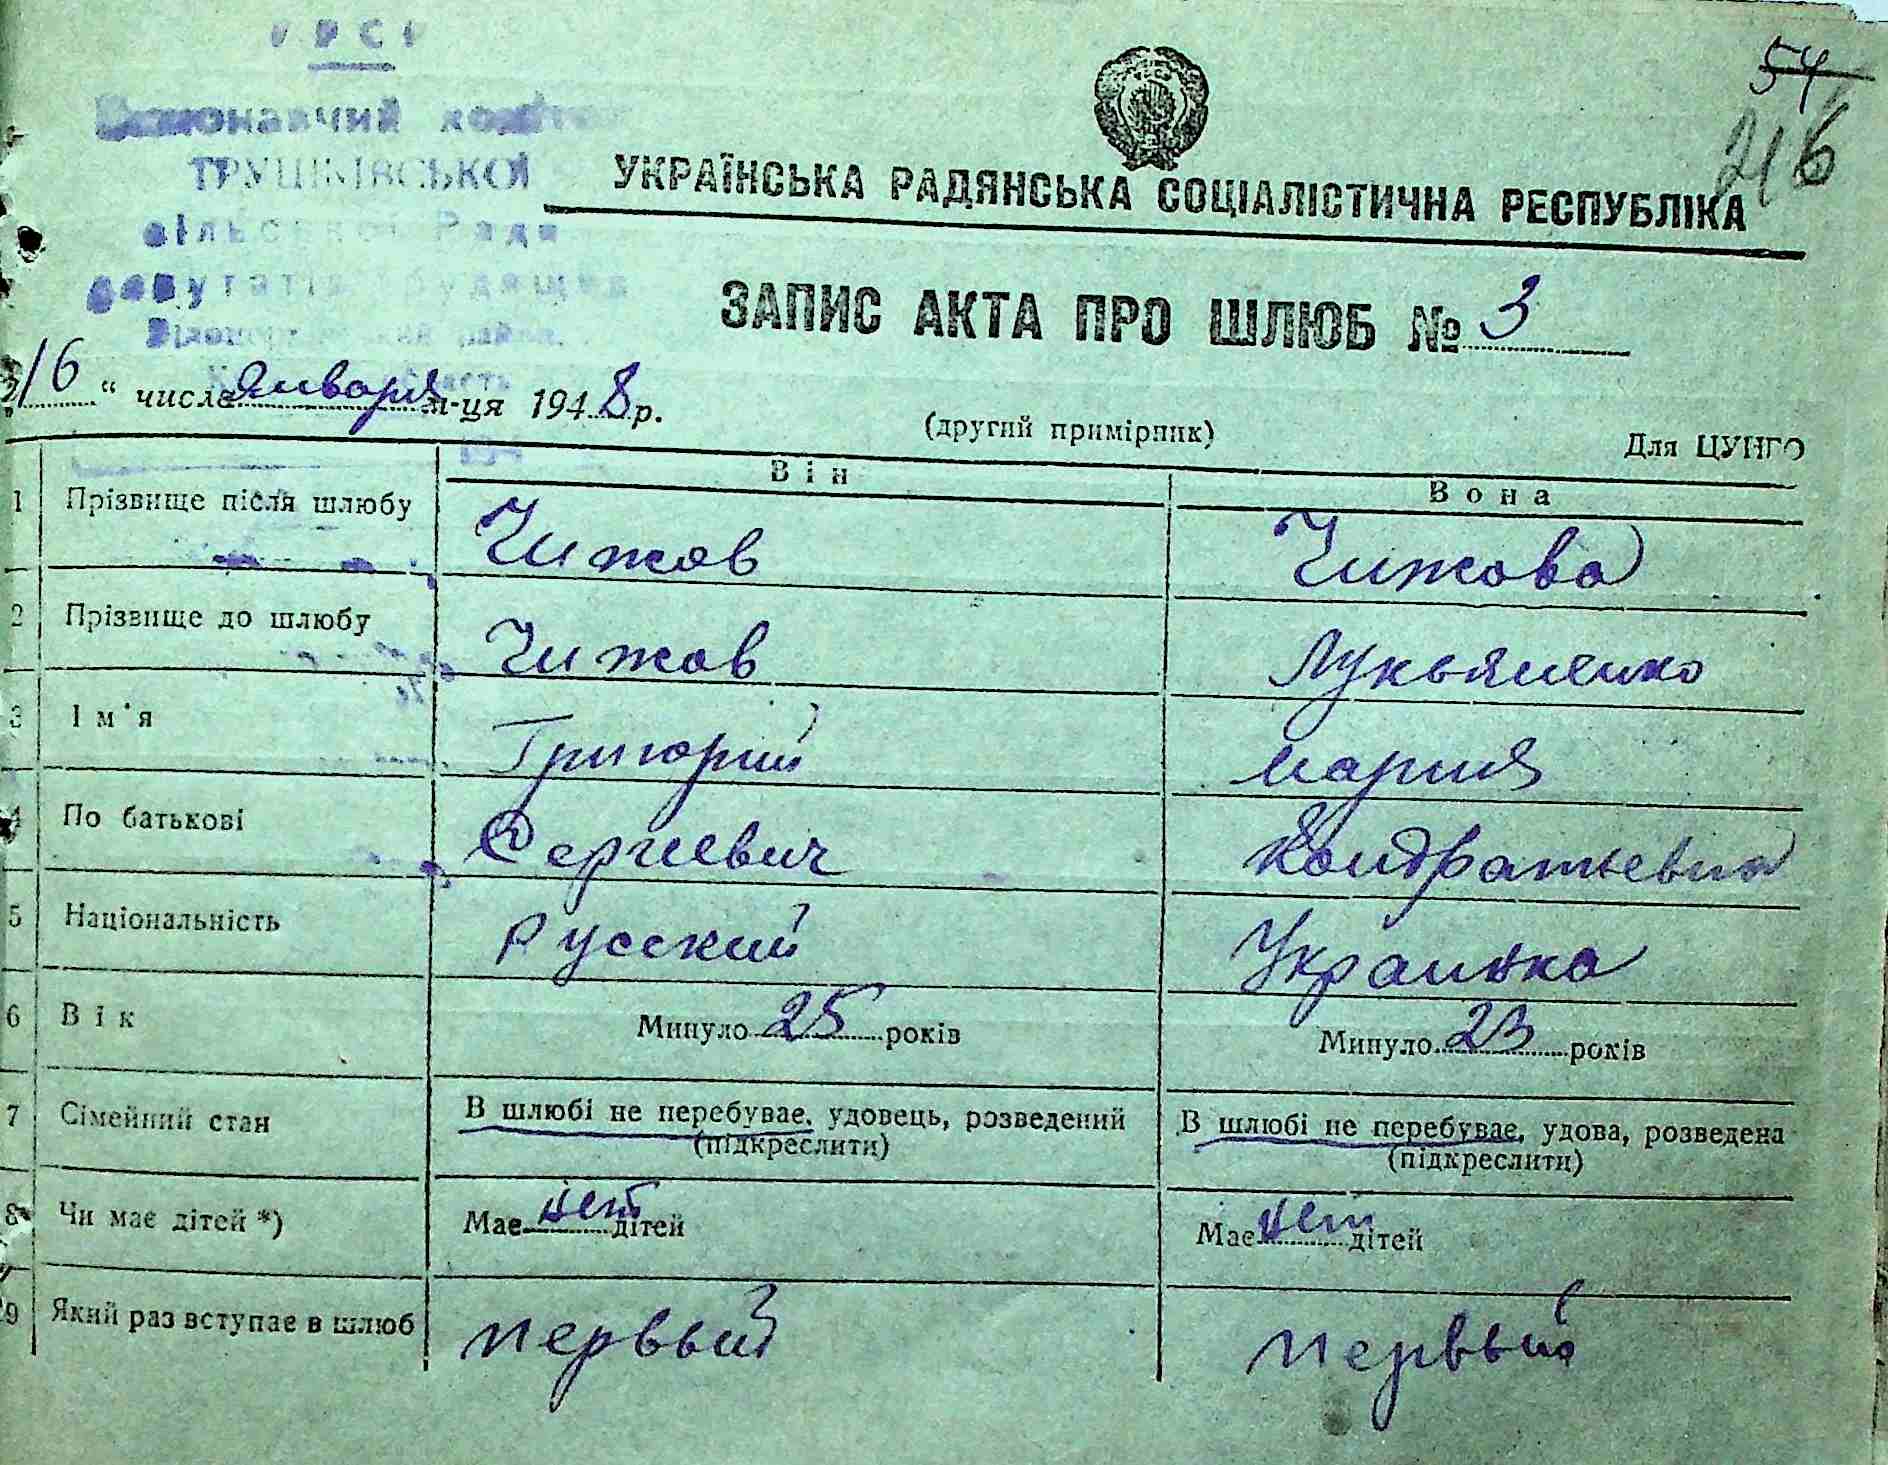 УРСР
Виконавчий комітет
ТРУШКІВСЬКОЇ
сільської Ради
депутатів трудящих
54
216
УКРАЇНСЬКА РАДЯНСЬКА СОЦІАЛІСТИЧНА РЕСПУБЛІКА
ЗАПИС АКТА ПРО ШЛЮБ № 3
„16“ числа января м-ця 1948 р.
(другий примірник)
Для ЦУНГО
Він Вона
1 Прізвище після шлюбу Чижов Чижова
2 Прізвище до шлюбу Чижов Лукьяненко
3 Ім'я Григорий Мария
4 По батькові Сергиевич Кондратьевна
5 Національність Русский Украинка
6 Вік Минуло 25 років Минуло 23 років
7 Сімейний стан В шлюбі не перебуває, удовець, розведений В шлюбі не перебуває, удова, розведена
(підкреслити) (підкреслити)
8 Чи має дітей *) Має нет дітей Має нет дітей
9 Який раз вступає в шлюб первый первый